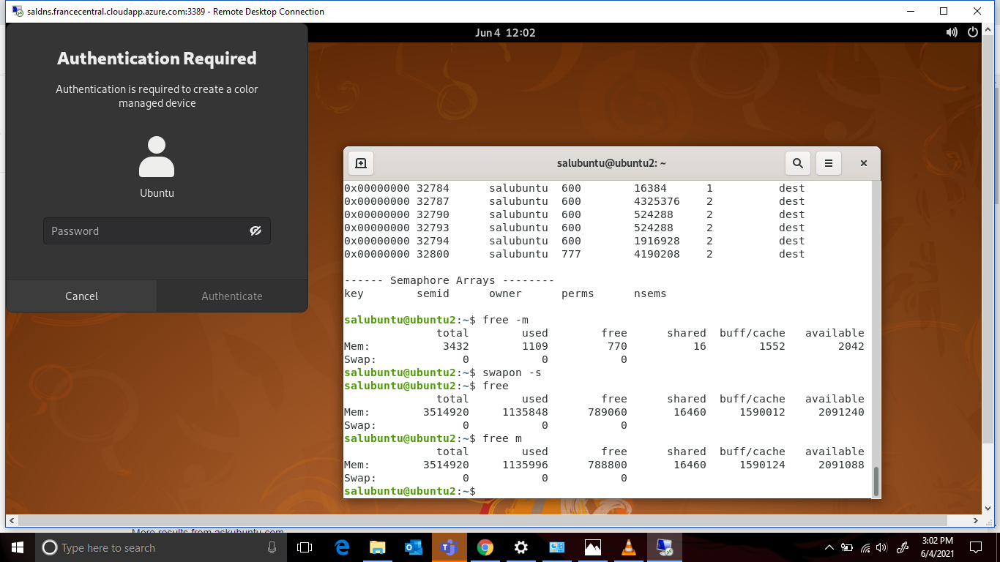 saldns.francecentral.cloudapp.azure.com:3389 - Remote Desktop Connection
Jun 4 12:02
Authentication Required
Authentication is required to create a color
managed device
Ubuntu
Password
Cancel Authenticate
salubuntu@ubuntu2: ~
0x00000000 32784 salubuntu 600 16384 1 dest
0x00000000 32787 salubuntu 600 4325376 2 dest
0x00000000 32790 salubuntu 600 524288 2 dest
0x00000000 32793 salubuntu 600 524288 2 dest
0x00000000 32794 salubuntu 600 1916928 2 dest
0x00000000 32800 salubuntu 777 4190208 2 dest
------ Semaphore Arrays --------
key semid owner perms nsems
salubuntu@ubuntu2:~$ free -m
total used free shared buff/cache available
Mem: 3432 1109 770 16 1552 2042
Swap: 0 0 0
salubuntu@ubuntu2:~$ swapon -s
salubuntu@ubuntu2:~$ free
total used free shared buff/cache available
Mem: 3514920 1135848 789060 16460 1590012 2091240
Swap: 0 0 0
salubuntu@ubuntu2:~$ free m
total used free shared buff/cache available
Mem: 3514920 1135996 788800 16460 1590124 2091088
Swap: 0 0 0
salubuntu@ubuntu2:~$
More results from askubuntu.com
Type here to search
3:02 PM
6/4/2021